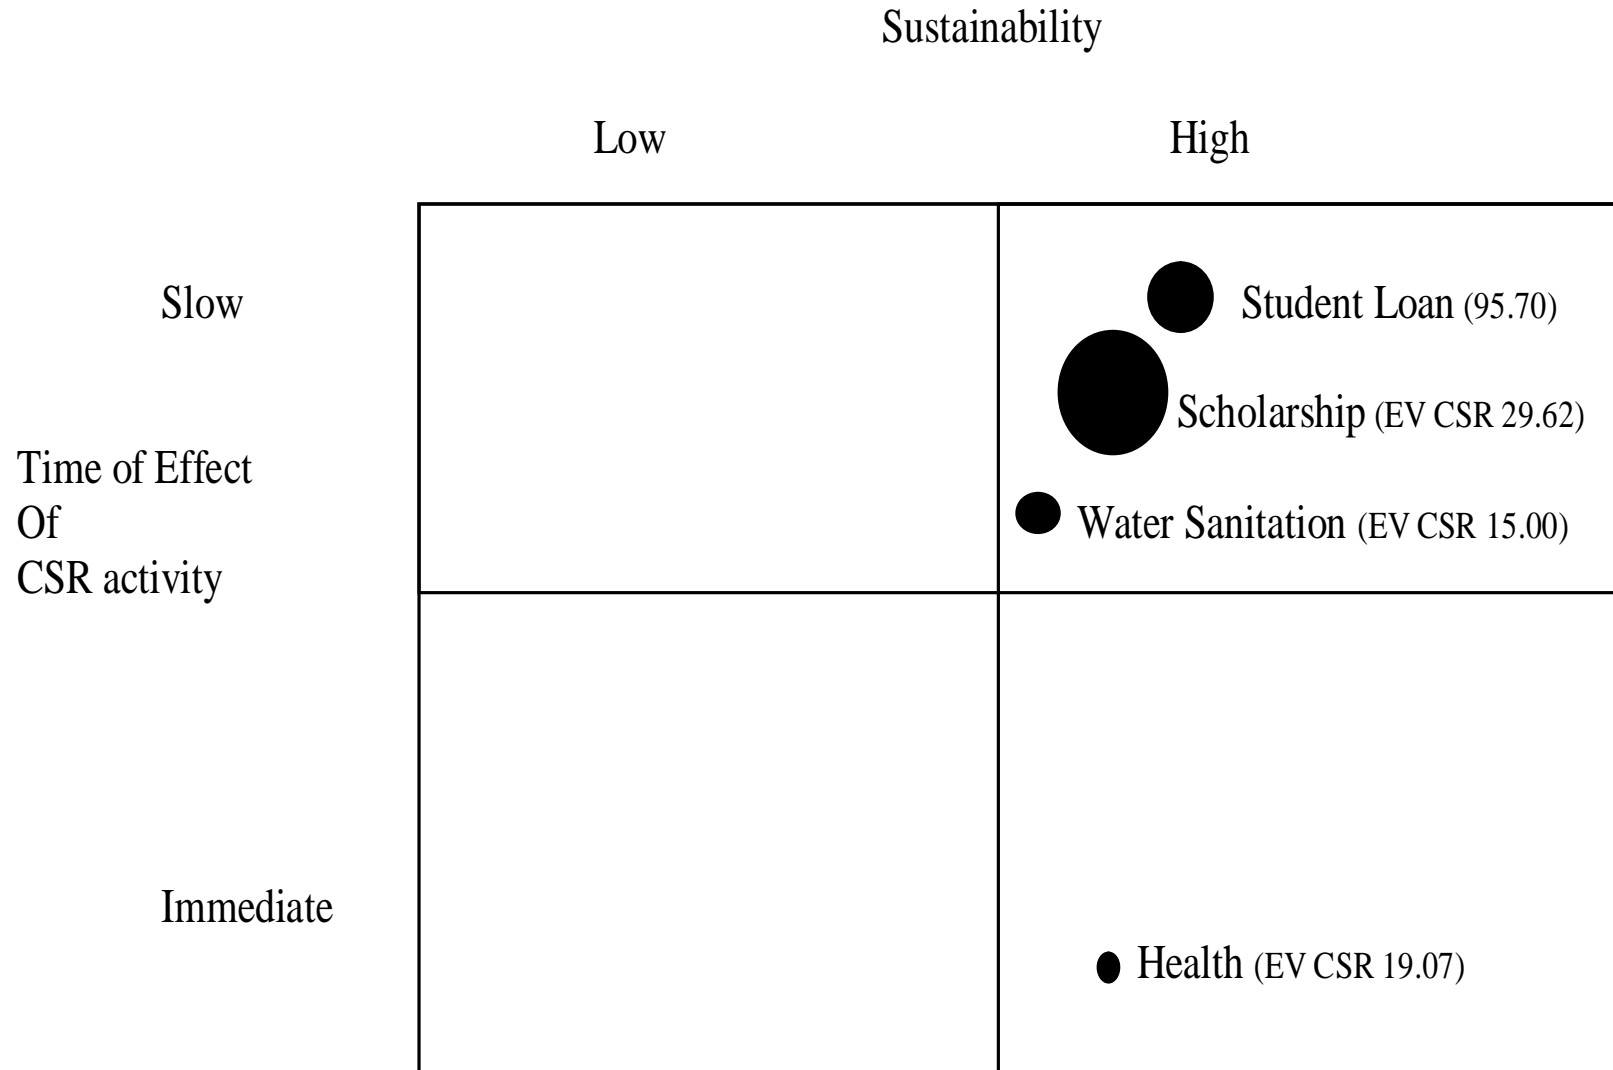 Sustainability
Low High
Slow
Student Loan (95.70)
Scholarship (EV CSR 29.62)
Time of Effect
Of
CSR activity
Water Sanitation (EV CSR 15.00)
Immediate
Health (EV CSR 19.07)